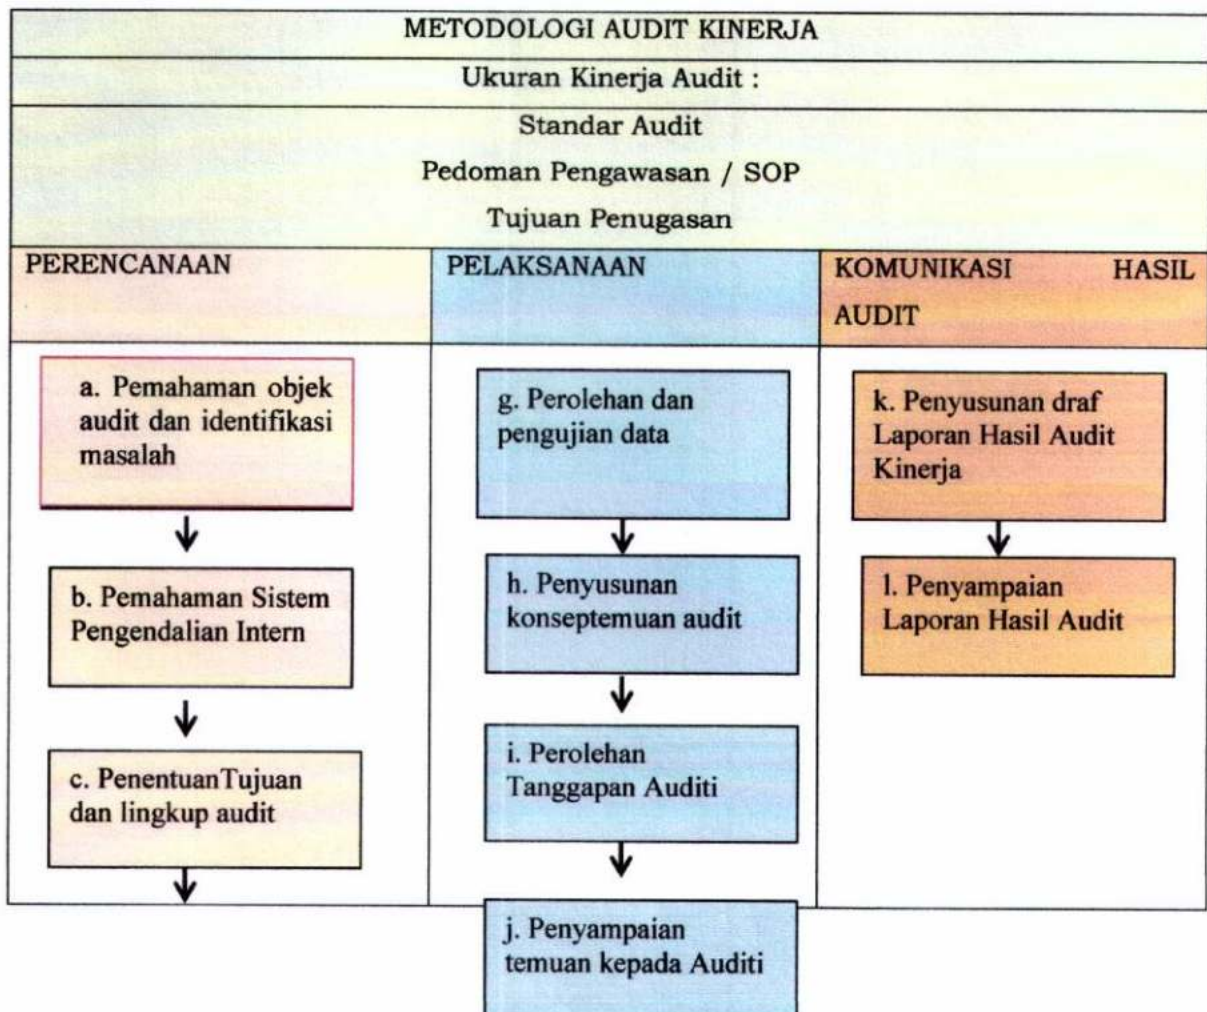 METODOLOGI AUDIT KINERJA
Ukuran Kinerja Audit :
Standar Audit
Pedoman Pengawasan / SOP
Tujuan Penugasan
PERENCANAAN
PELAKSANAAN
KOMUNIKASI HASIL
AUDIT
a. Pemahaman objek
audit dan identifikasi
masalah
b. Pemahaman Sistem
Pengendalian Intern
c. PenentuanTujuan
dan lingkup audit
g. Perolehan dan
pengujian data
h. Penyusunan
konseptemuan audit
i. Perolehan
Tanggapan Auditi
j. Penyampaian
temuan kepada Auditi
k. Penyusunan draf
Laporan Hasil Audit
Kinerja
l. Penyampaian
Laporan Hasil Audit